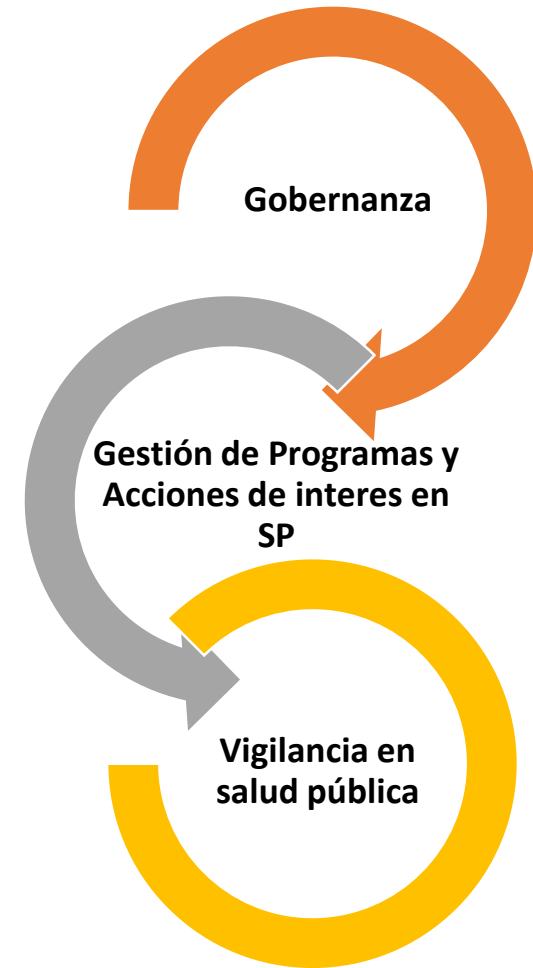 Gobernanza
Gestión de Programas y
Acciones de interes en
SP
Vigilancia en
salud pública